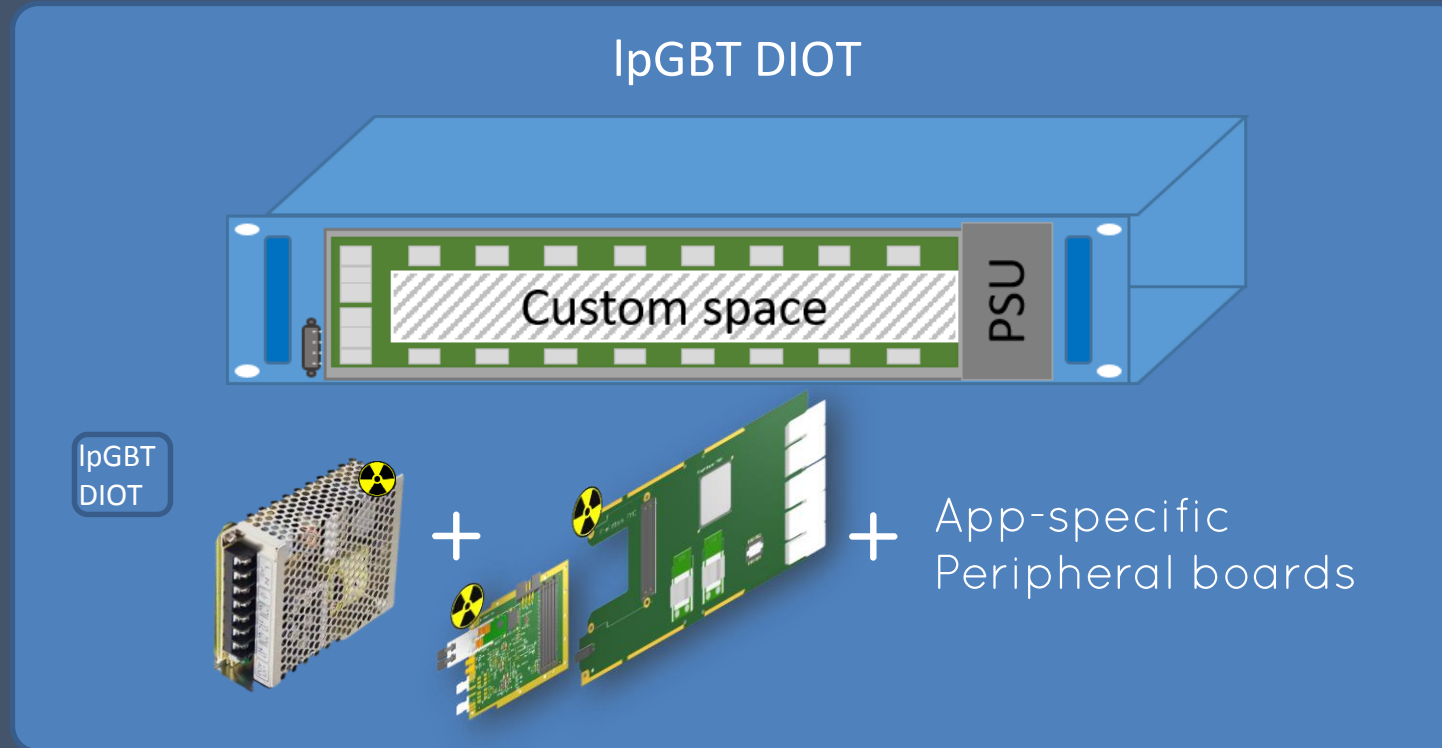 lpGBT DIOT
Custom space
PSU
lpGBT
DIOT
App-specific
Peripheral boards